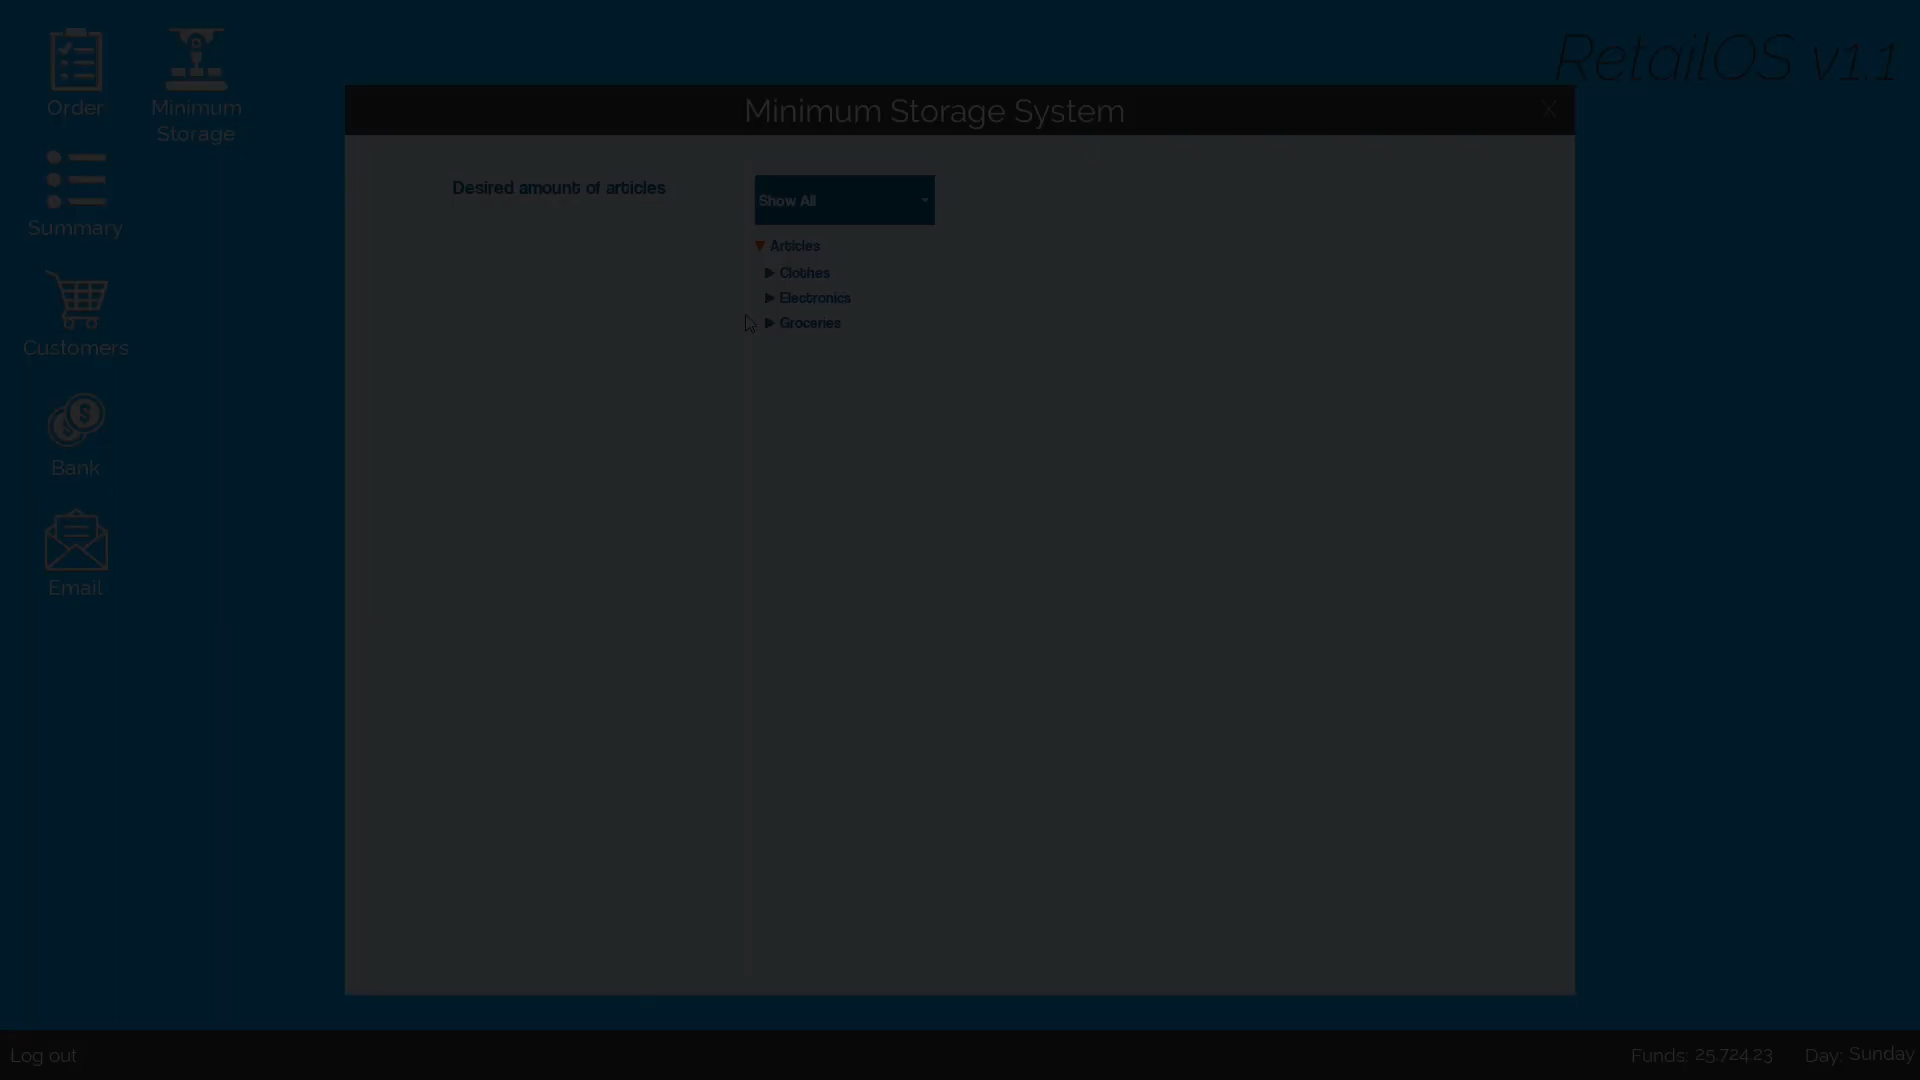 RetailOS v1.1
Order
Minimum
Storage
Summary
Customers
Bank
Email
Minimum Storage System
X
Desired amount of articles
Show All
Articles
Clothes
Electronics
Groceries
Log out
Funds: 25,724.23
Day: Sunday